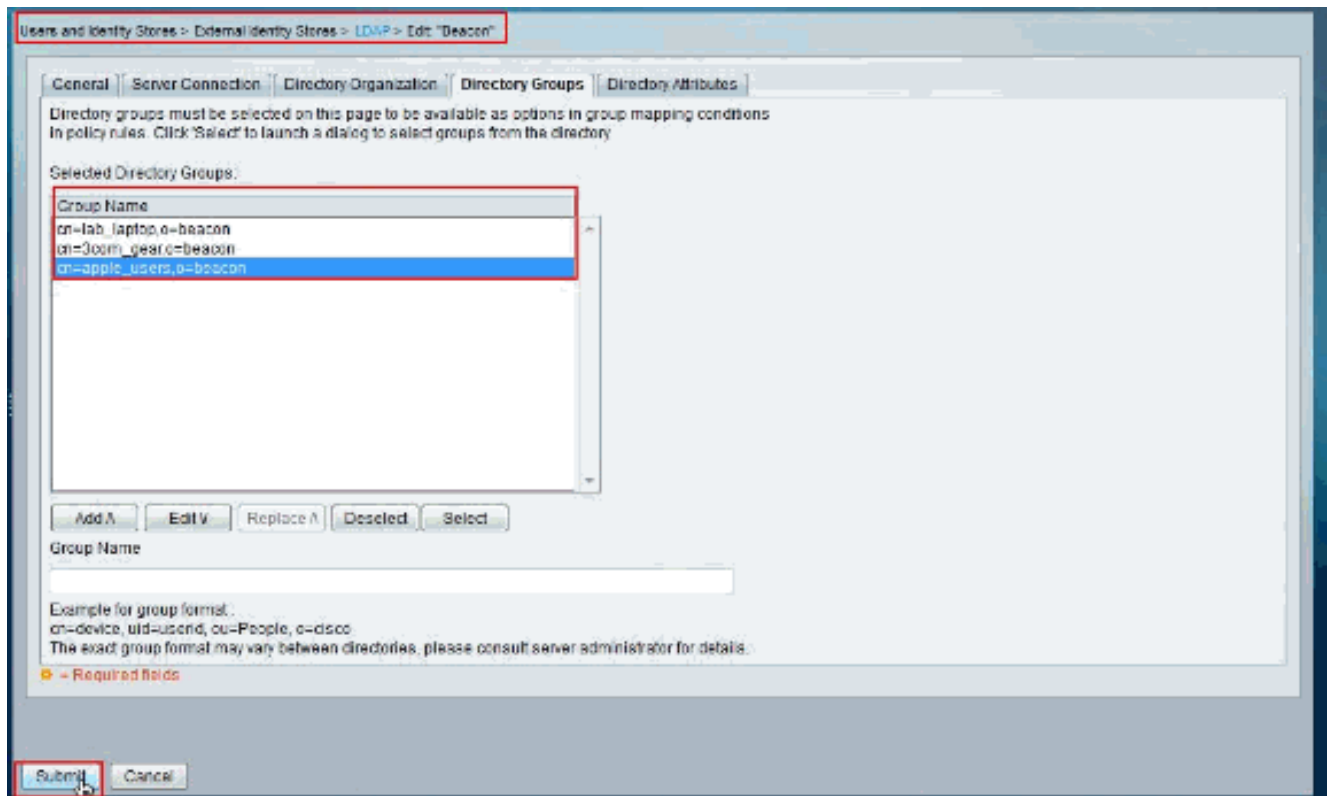 Users and Identity Stores > External Identity Stores > LDAP > Edit: "Beacon"
General Server Connection Directory Organization Directory Groups Directory Attributes
Directory groups must be selected on this page to be available as options in group mapping conditions
in policy rules. Click 'Select' to launch a dialog to select groups from the directory
Selected Directory Groups:
Group Name
cn=lab_laptop,o=beacon
cn=3com_gear,o=beacon
cn=apple_users,o=beacon
Add Λ Edit V Replace Λ Deselect Select
Group Name
Example for group format :
cn=device, uid=userid, ou=People, o=cisco
The exact group format may vary between directories, please consult server administrator for details.
= Required fields
Submit Cancel